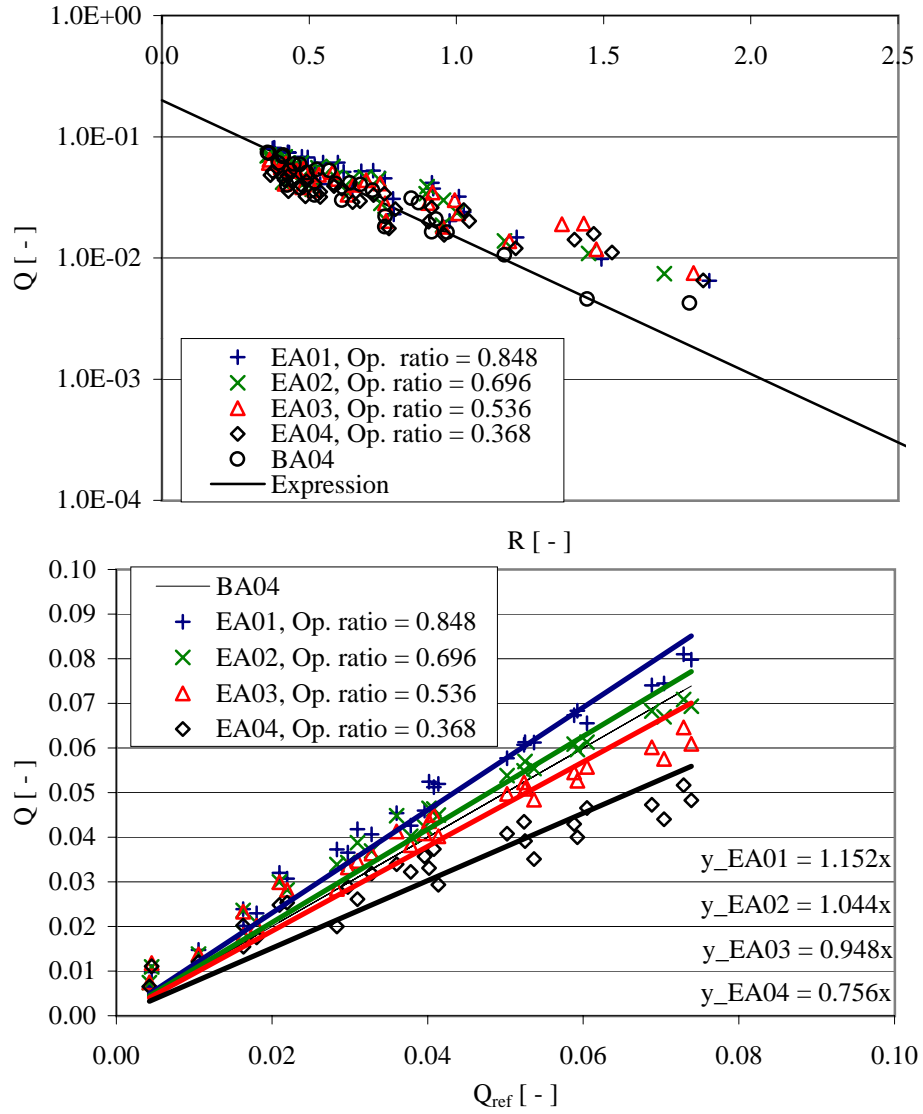 1.0E+00
0.0 0.5 1.0 1.5 2.0 2.5
1.0E-01
1.0E-02
1.0E-03
1.0E-04
Q [ - ]
EA01, Op. ratio = 0.848
EA02, Op. ratio = 0.696
EA03, Op. ratio = 0.536
EA04, Op. ratio = 0.368
BA04
Expression
R [ - ]
0.10
0.09
0.08
0.07
0.06
0.05
0.04
0.03
0.02
0.01
0.00
Q [ - ]
BA04
EA01, Op. ratio = 0.848
EA02, Op. ratio = 0.696
EA03, Op. ratio = 0.536
EA04, Op. ratio = 0.368
y_EA01 = 1.152x
y_EA02 = 1.044x
y_EA03 = 0.948x
y_EA04 = 0.756x
0.00 0.02 0.04 0.06 0.08 0.10
Qref [ - ]